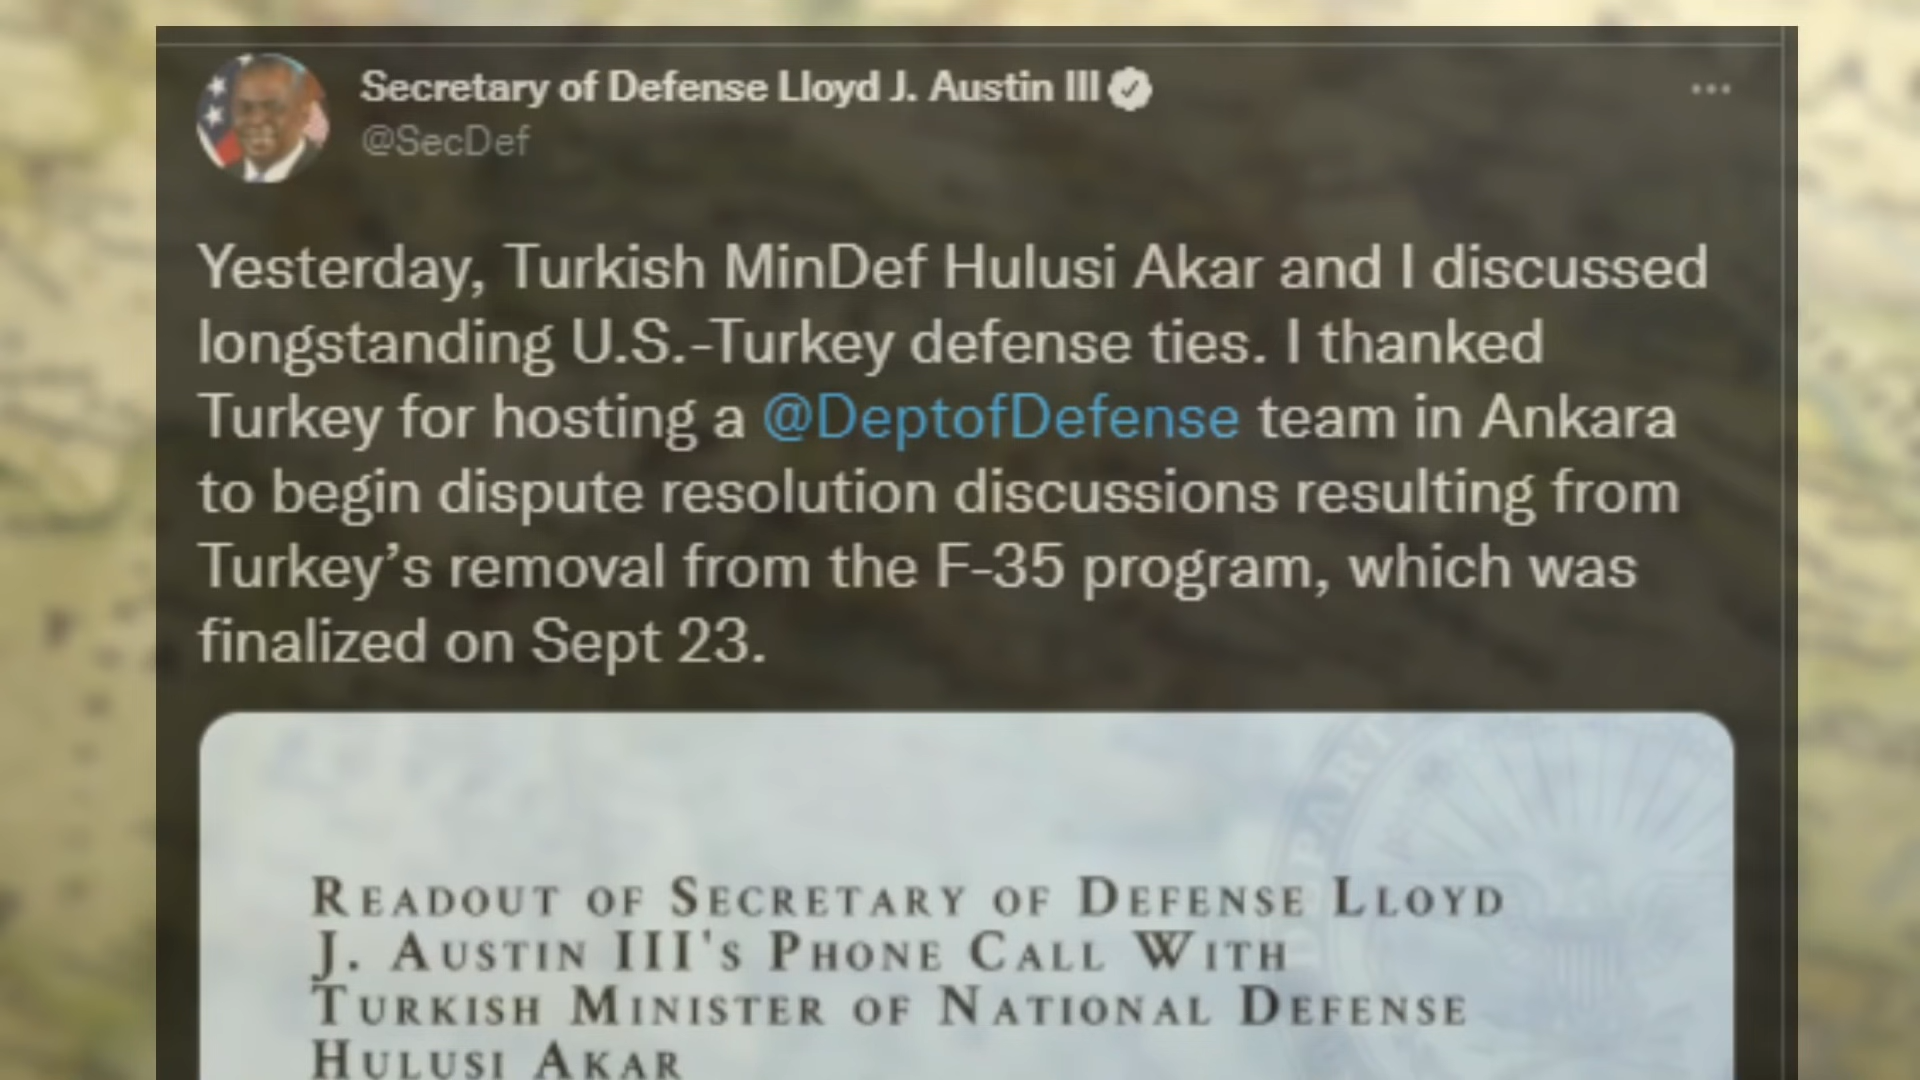 Secretary of Defense Lloyd J. Austin III
@SecDef
Yesterday, Turkish MinDef Hulusi Akar and I discussed
longstanding U.S.-Turkey defense ties. I thanked
Turkey for hosting a @DeptofDefense team in Ankara
to begin dispute resolution discussions resulting from
Turkey’s removal from the F-35 program, which was
finalized on Sept 23.
READOUT OF SECRETARY OF DEFENSE LLOYD
J. AUSTIN III'S PHONE CALL WITH
TURKISH MINISTER OF NATIONAL DEFENSE
HULUSI AKAR